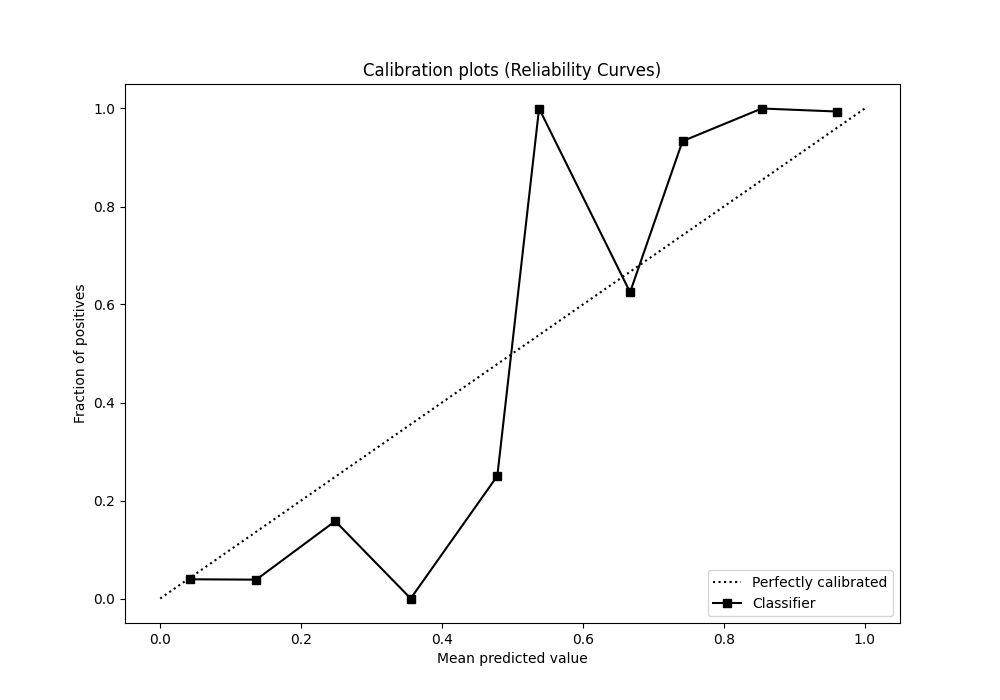 Calibration plots (Reliability Curves)
1.0
0.8
0.6
0.4
0.2
0.0
Fraction of positives
0.0 0.2 0.4 0.6 0.8 1.0
Mean predicted value
Perfectly calibrated
Classifier